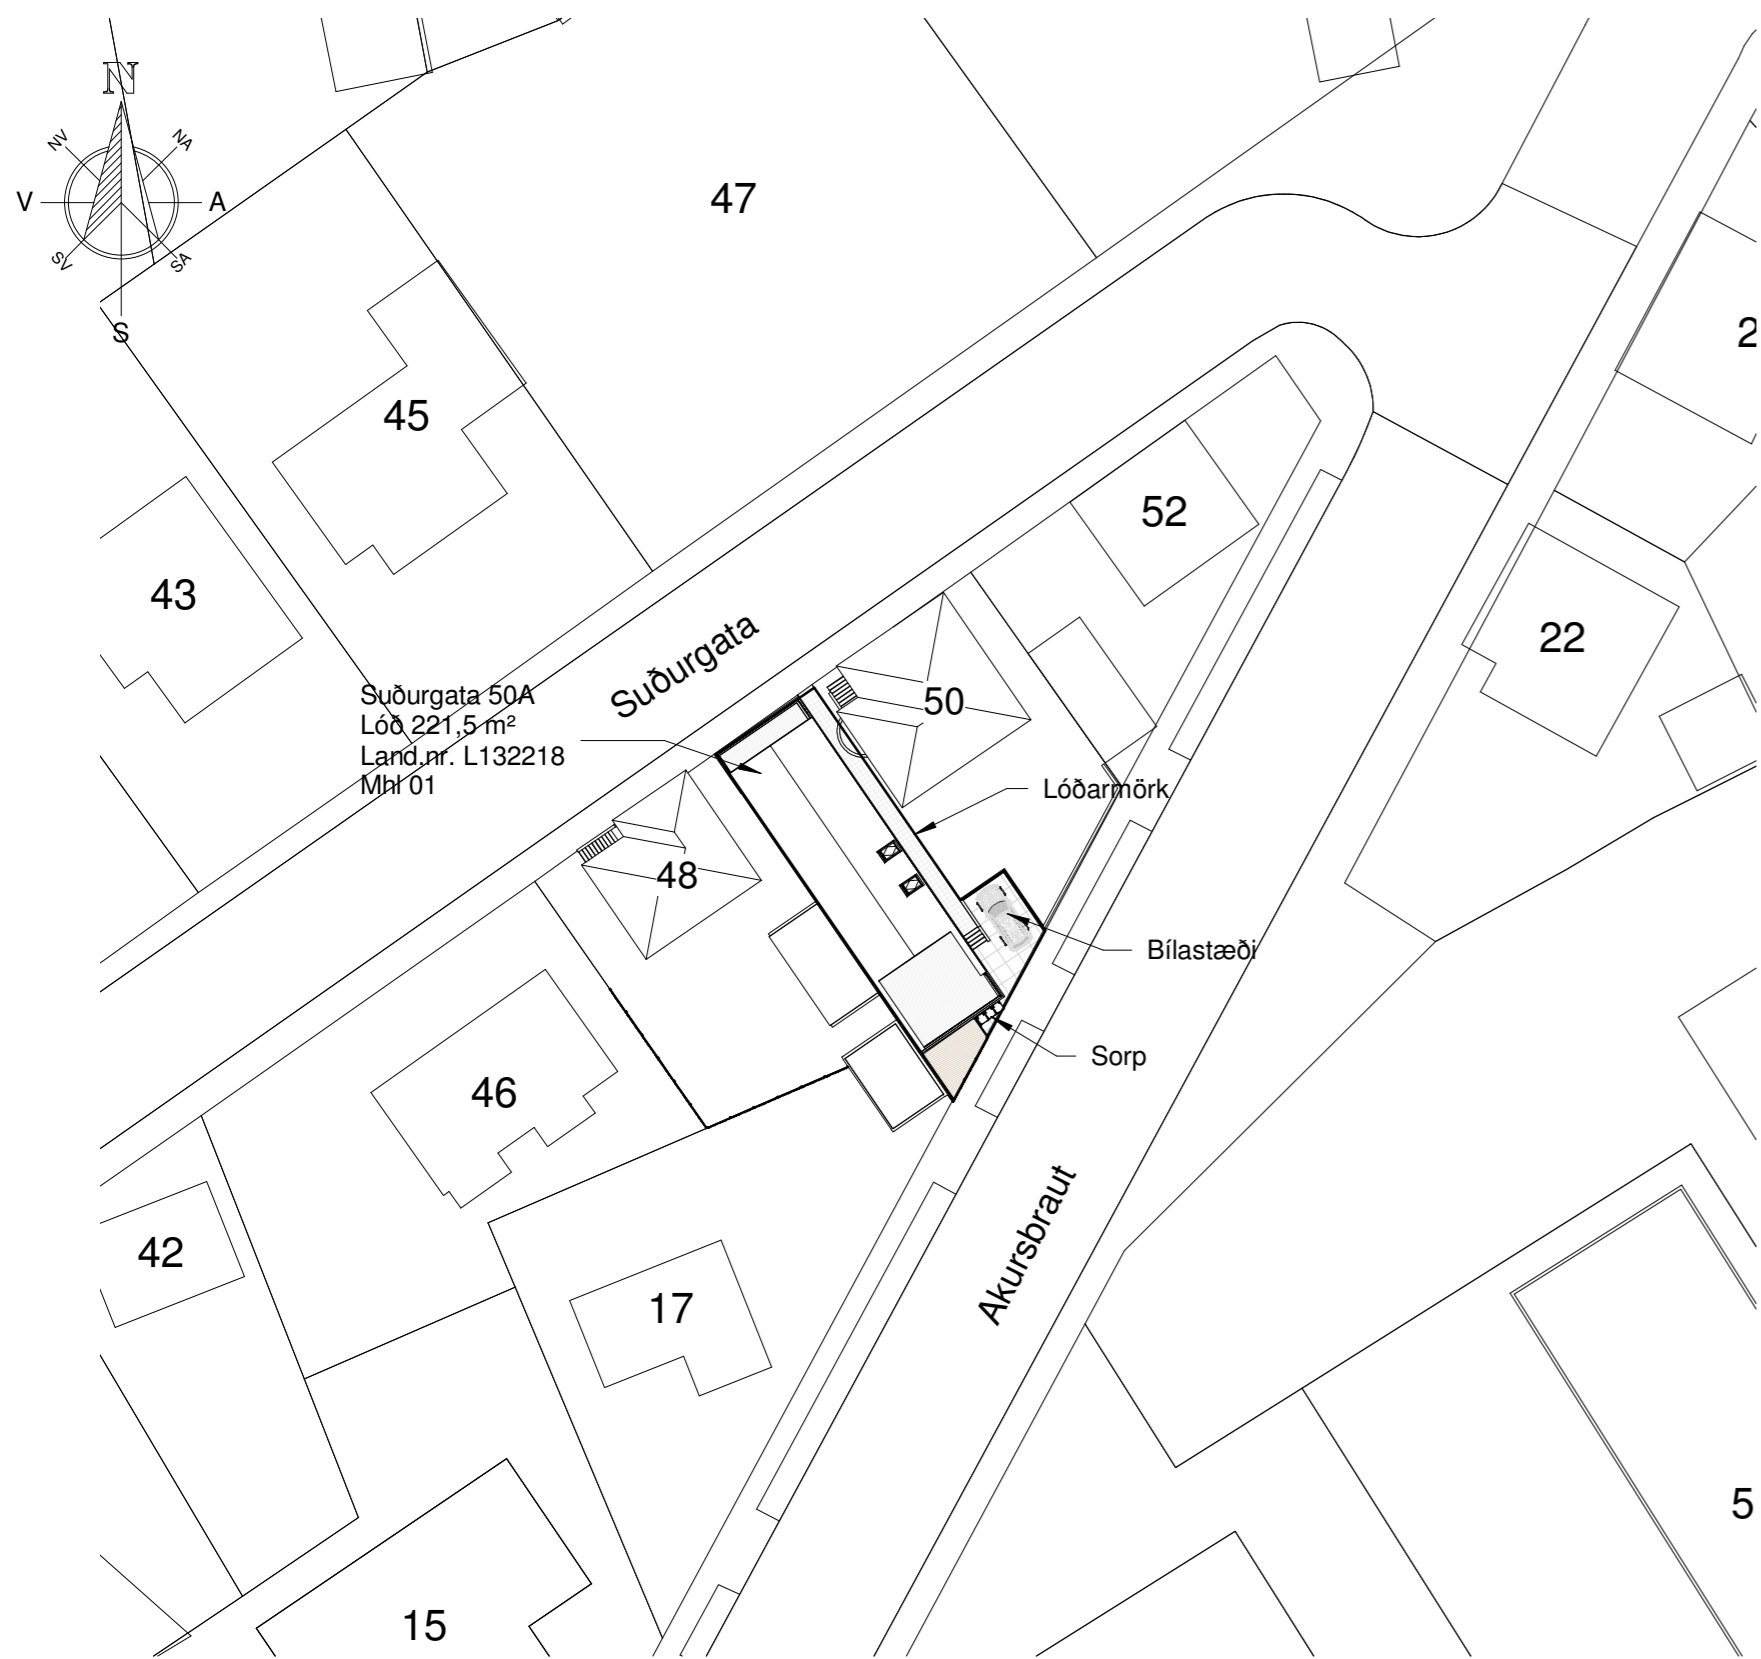 N
NV
NA
V
A
SV
SA
S
47
45
43
2
52
22
Suðurgata
Suðurgata 50A
Lóð 221,5 m²
Land.nr. L132218
Mhl 01
50
Lóðarmörk
48
Bílastæði
Sorp
46
Akursbraut
42
17
5
15